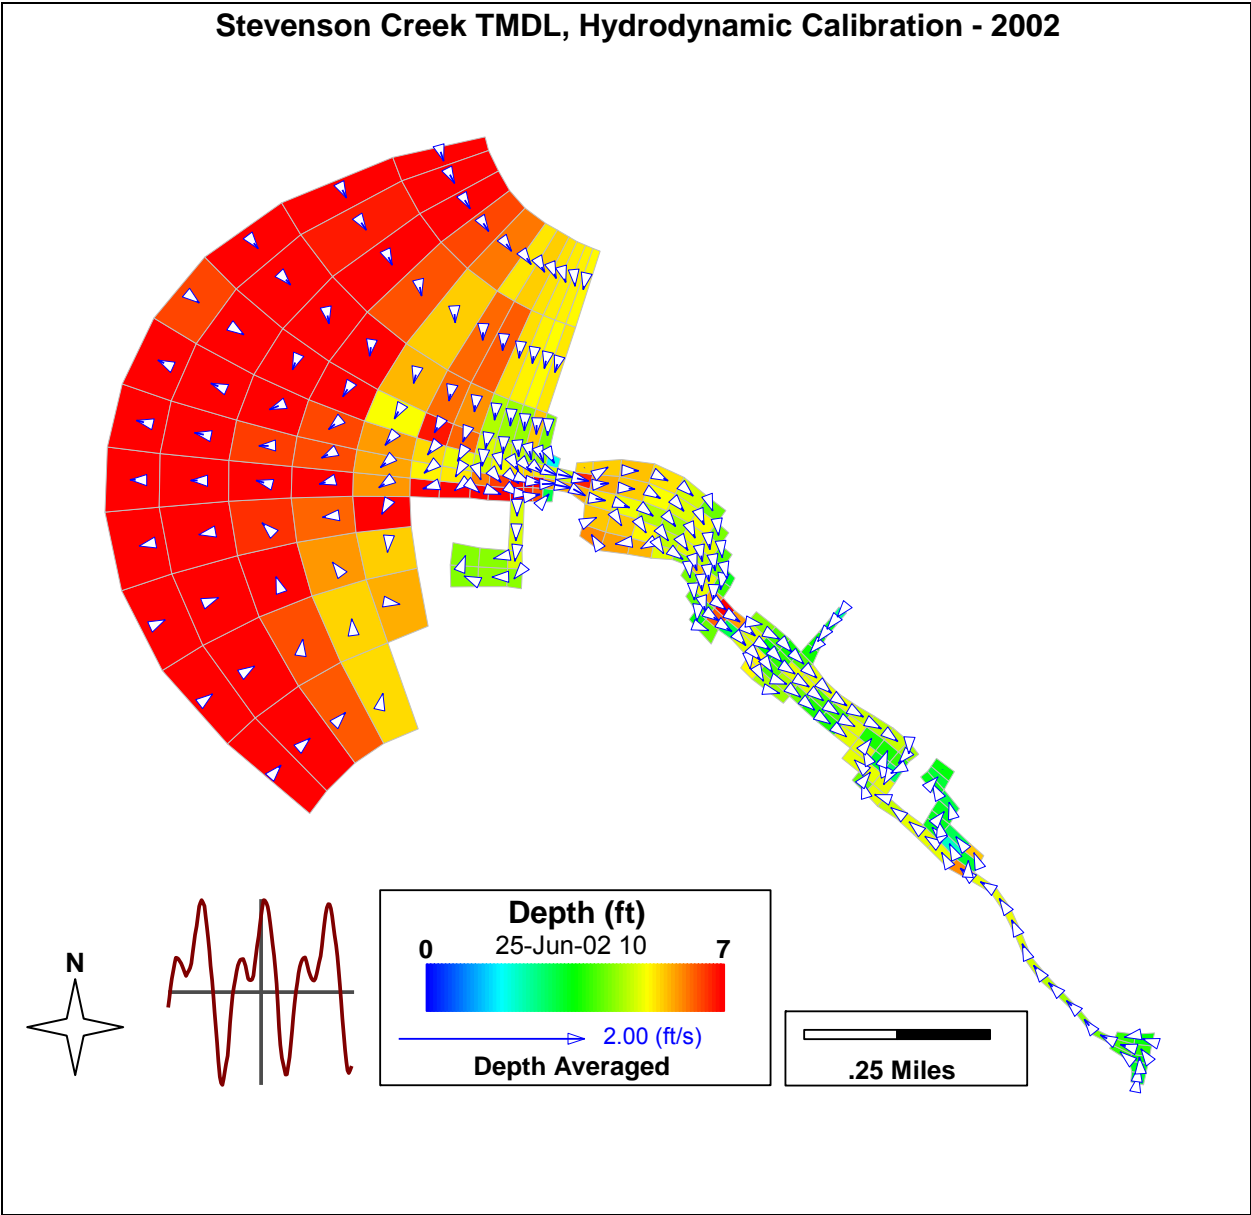 Stevenson Creek TMDL, Hydrodynamic Calibration - 2002
N
Depth (ft)
0 25-Jun-02 10 7
2.00 (ft/s)
Depth Averaged
.25 Miles